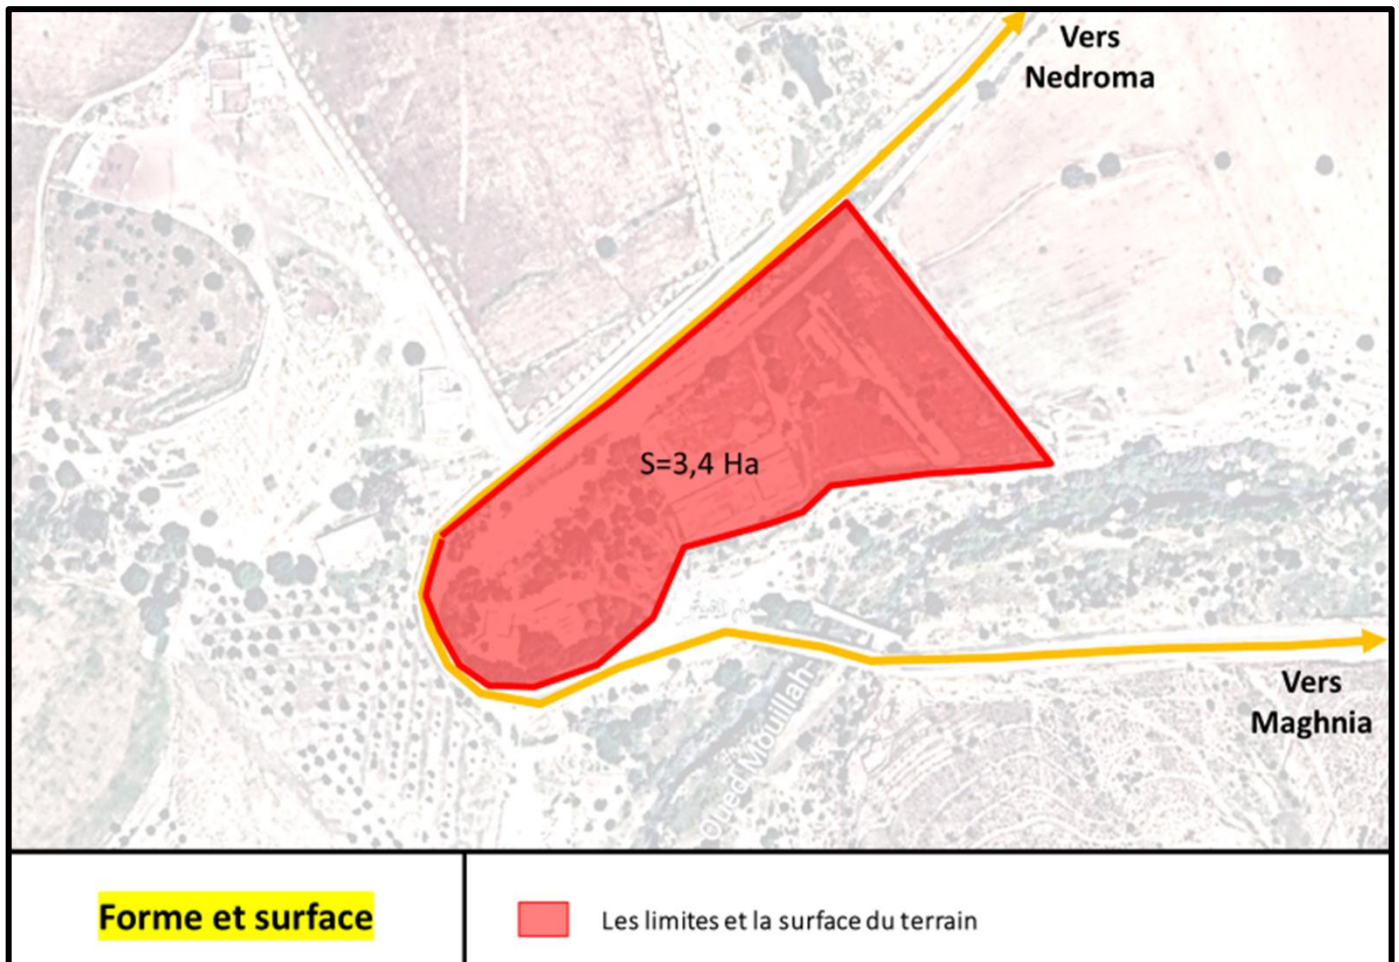 Vers
Nedroma
S=3,4 Ha
Oued Mouillah
Vers
Maghnia
Forme et surface
Les limites et la surface du terrain